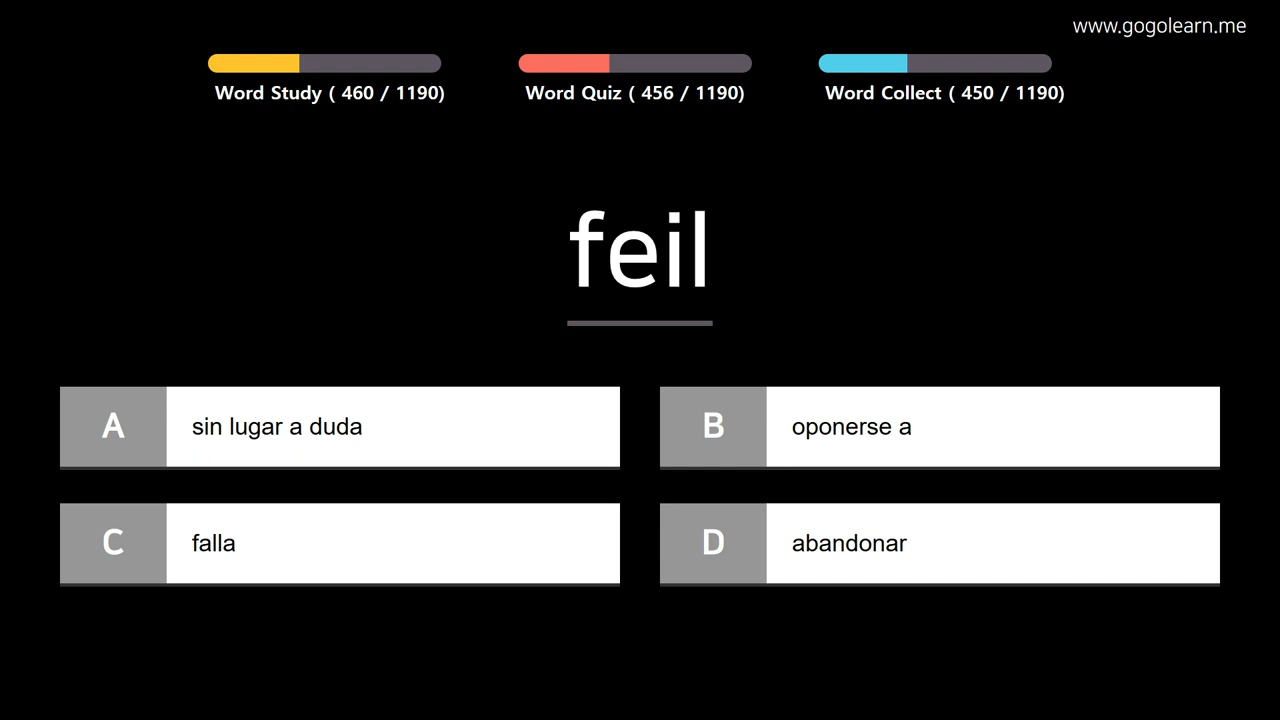 www.gogolearn.me
Word Study ( 460 / 1190)
Word Quiz ( 456 / 1190)
Word Collect ( 450 / 1190)
feil
A sin lugar a duda
B oponerse a
C falla
D abandonar